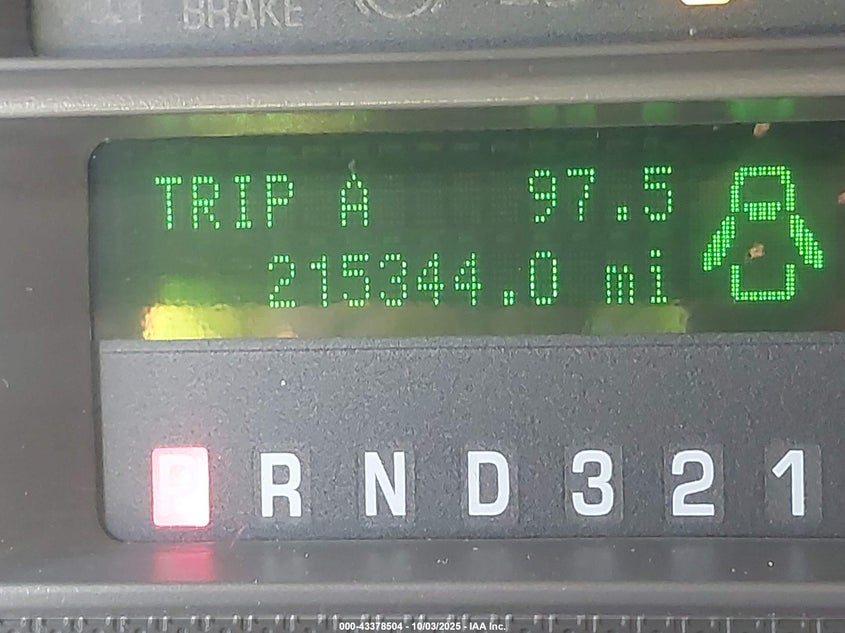 BRAKE
TRIP A 97.5
215344.0 mi
P R N D 3 2 1
000-43378504 - 10/03/2025 - IAA Inc.